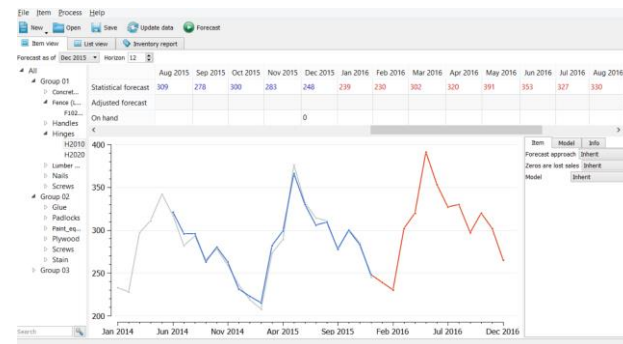 File Item Process Help
New Open Save Update data Forecast
Item view List view Inventory report
Forecast as of Dec 2015 Horizon 12
All
Group 01
Concret...
Fence (L...
F102...
Handles
Hinges
H2010
H2020
Lumber ...
Nails
Screws
Group 02
Glue
Padlocks
Paint_eq...
Plywood
Screws
Stain
Group 03
Search
Aug 2015 Sep 2015 Oct 2015 Nov 2015 Dec 2015 Jan 2016 Feb 2016 Mar 2016 Apr 2016 May 2016 Jun 2016 Jul 2016 Aug 2016
Statistical forecast 309 278 300 283 248 239 230 302 320 391 353 327 330
Adjusted forecast
On hand 0
400
350
300
250
200
Jan 2014 Jun 2014 Nov 2014 Apr 2015 Sep 2015 Feb 2016 Jul 2016 Dec 2016
Item Model Info
Forecast approach Inherit
Zeros are lost sales Inherit
Model Inherit